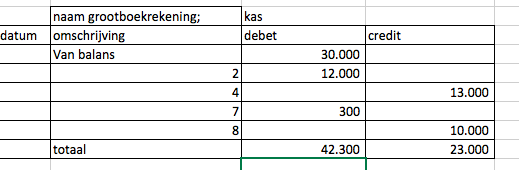 naam grootboekrekening; kas
datum omschrijving debet credit
Van balans 30.000
2 12.000
4 13.000
7 300
8 10.000
totaal 42.300 23.000